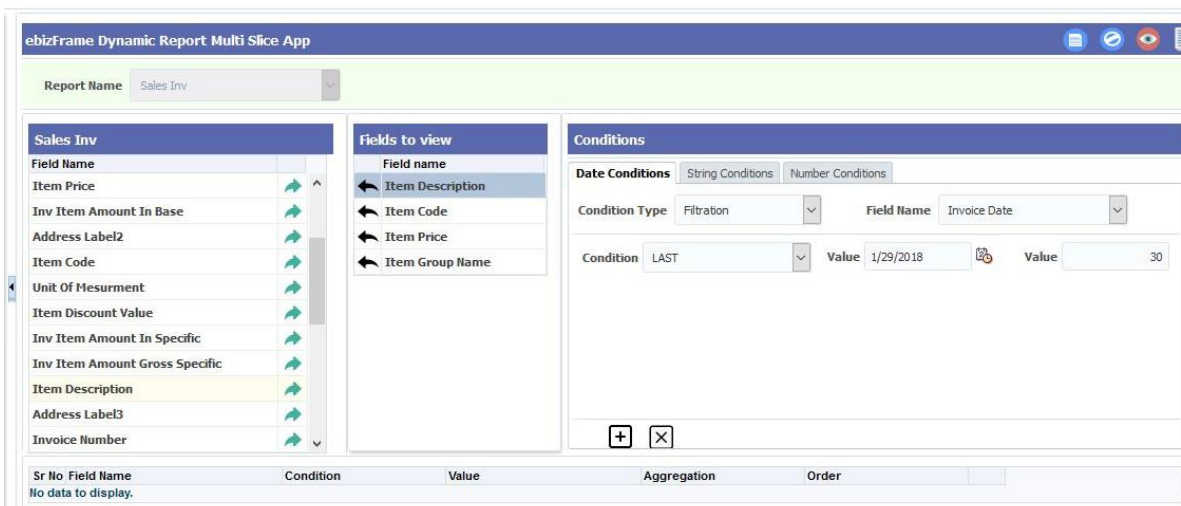 ebizFrame Dynamic Report Multi Slice App
Report Name Sales Inv
Sales Inv
Field Name
Item Price
Inv Item Amount In Base
Address Label2
Item Code
Unit Of Mesurment
Item Discount Value
Inv Item Amount In Specific
Inv Item Amount Gross Specific
Item Description
Address Label3
Invoice Number
Fields to view
Field name
Item Description
Item Code
Item Price
Item Group Name
Conditions
Date Conditions String Conditions Number Conditions
Condition Type Filtration Field Name Invoice Date
Condition LAST Value 1/29/2018 Value 30
Sr No Field Name Condition Value Aggregation Order
No data to display.